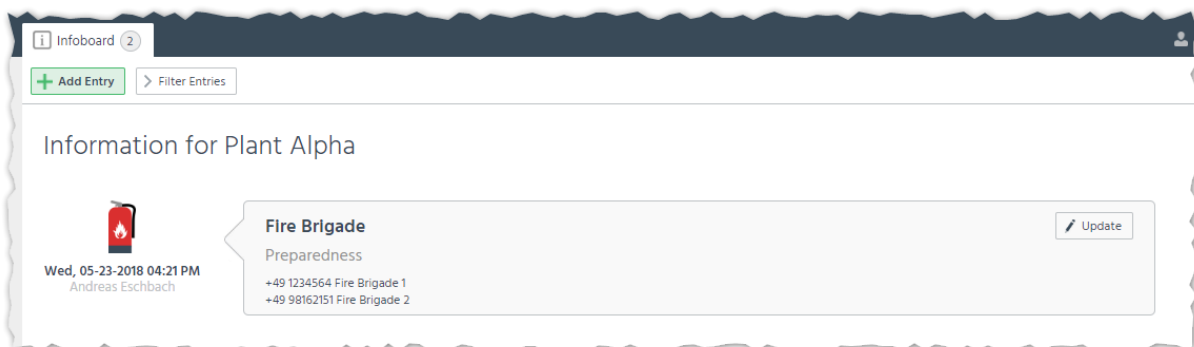 Infoboard 2
Add Entry Filter Entries
Information for Plant Alpha
Fire Brigade
Update
Preparedness
Wed, 05-23-2018 04:21 PM
Andreas Eschbach
+49 1234564 Fire Brigade 1
+49 98162151 Fire Brigade 2